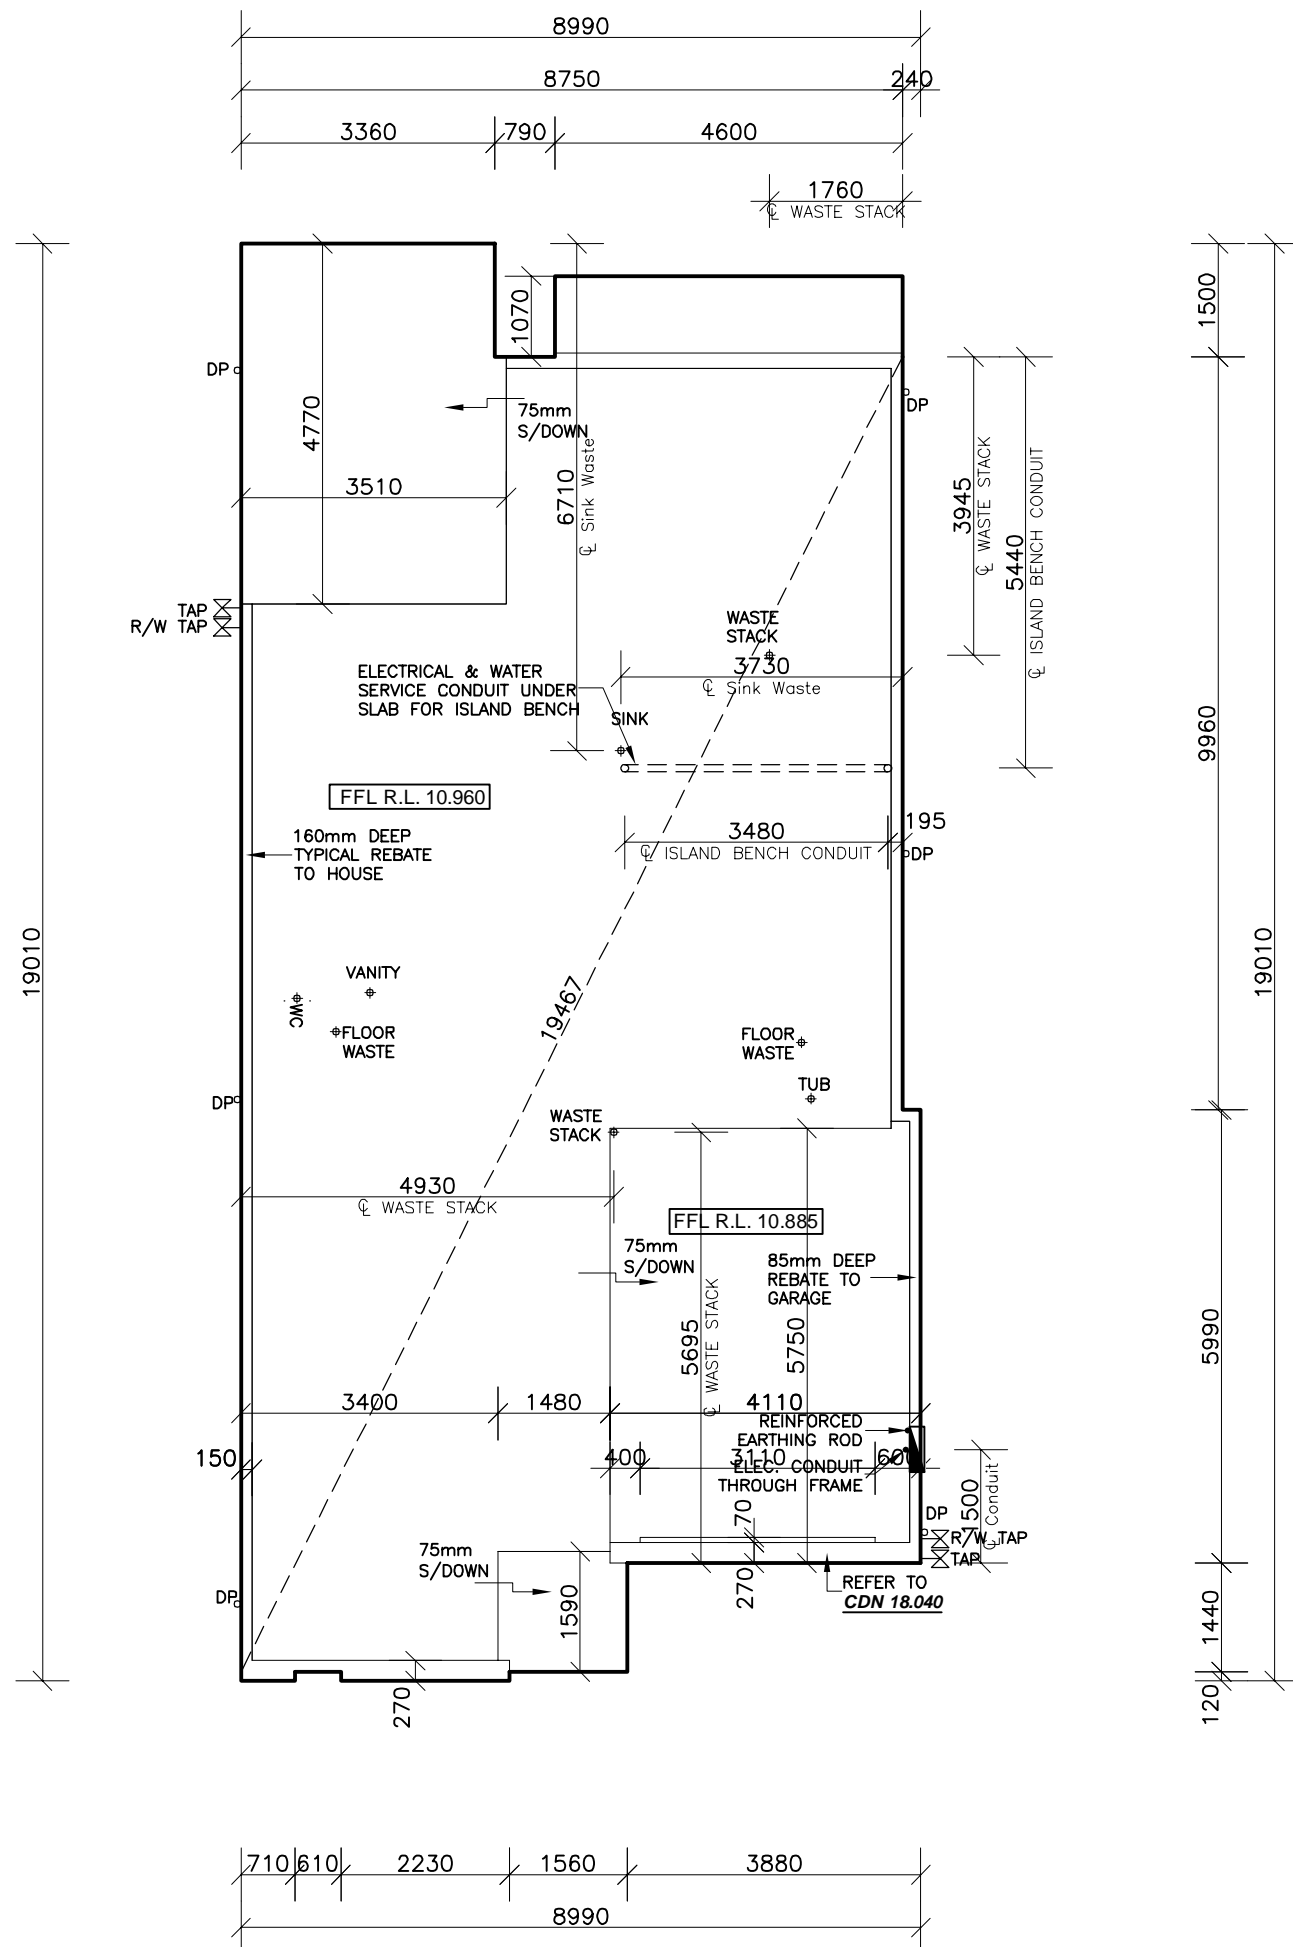 8990
8750
240
3360
790
4600
1760
℄ WASTE STACK
1070
1500
DP
DP
4770
75mm
S/DOWN
3510
6710
℄ Sink Waste
3945
℄ WASTE STACK
5440
℄ ISLAND BENCH CONDUIT
TAP
R/W TAP
WASTE
STACK
3730
℄ Sink Waste
ELECTRICAL & WATER
SERVICE CONDUIT UNDER
SLAB FOR ISLAND BENCH
SINK
9960
FFL R.L. 10.960
3480
195
℄ ISLAND BENCH CONDUIT
DP
160mm DEEP
TYPICAL REBATE
TO HOUSE
19010
19010
VANITY
WC
FLOOR
WASTE
19467
FLOOR
WASTE
TUB
DP
WASTE
STACK
4930
℄ WASTE STACK
FFL R.L. 10.885
75mm
S/DOWN
85mm DEEP
REBATE TO
GARAGE
5695
℄ WASTE STACK
5750
5990
3400
1480
4110
REINFORCED
EARTHING ROD
150
400
3110
600
ELEC. CONDUIT
THROUGH FRAME
1500
℄ Conduit
70
DP
R/W TAP
TAP
75mm
S/DOWN
270
REFER TO
CDN 18.040
DP
1590
1440
270
120
710
610
2230
1560
3880
8990